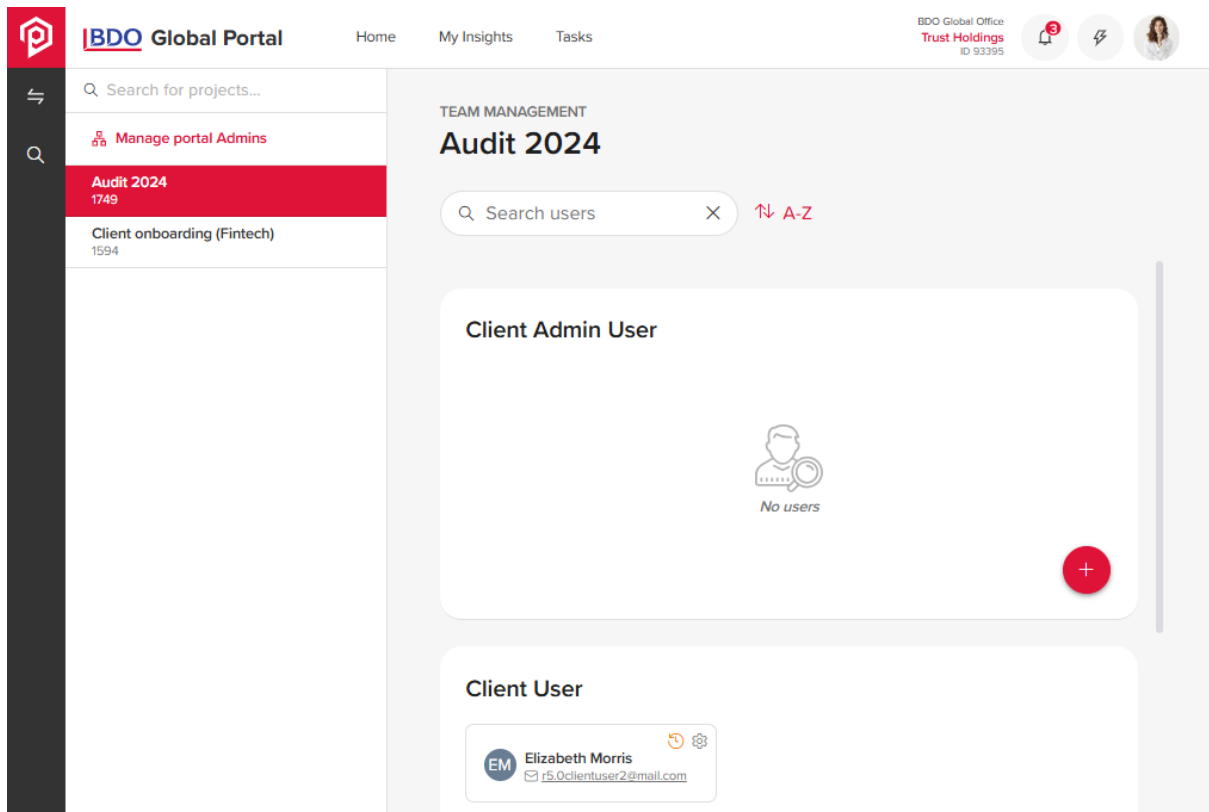 BDO Global Portal
Home
My Insights
Tasks
BDO Global Office
Trust Holdings
ID 93395
3
Search for projects...
Manage portal Admins
Audit 2024
1749
Client onboarding (Fintech)
1594
TEAM MANAGEMENT
Audit 2024
Search users
A-Z
Client Admin User
No users
Client User
EM
Elizabeth Morris
r5.0clientuser2@mail.com